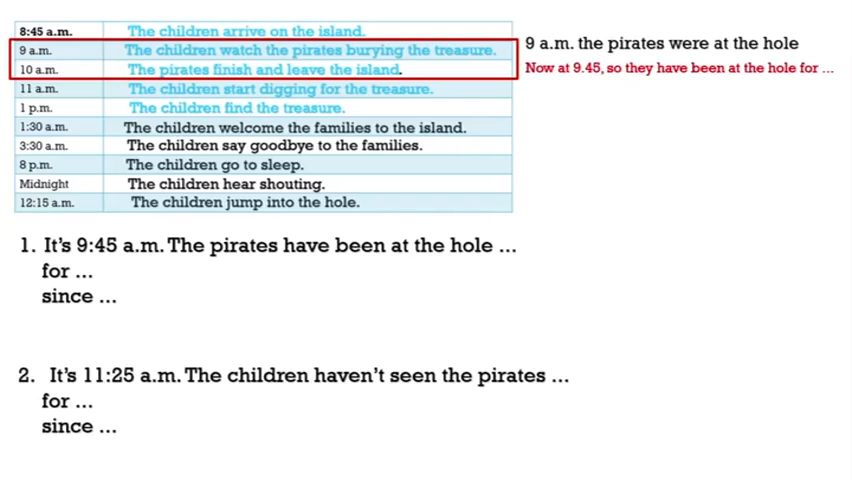 8:45 a.m. The children arrive on the island.
9 a.m. The children watch the pirates burying the treasure.
10 a.m. The pirates finish and leave the island.
11 a.m. The children start digging for the treasure.
1 p.m. The children find the treasure.
1:30 a.m. The children welcome the families to the island.
3:30 a.m. The children say goodbye to the families.
8 p.m. The children go to sleep.
Midnight The children hear shouting.
12:15 a.m. The children jump into the hole.
9 a.m. the pirates were at the hole
Now at 9.45, so they have been at the hole for ...
1. It's 9:45 a.m. The pirates have been at the hole ...
for ...
since ...
2. It's 11:25 a.m. The children haven't seen the pirates ...
for ...
since ...